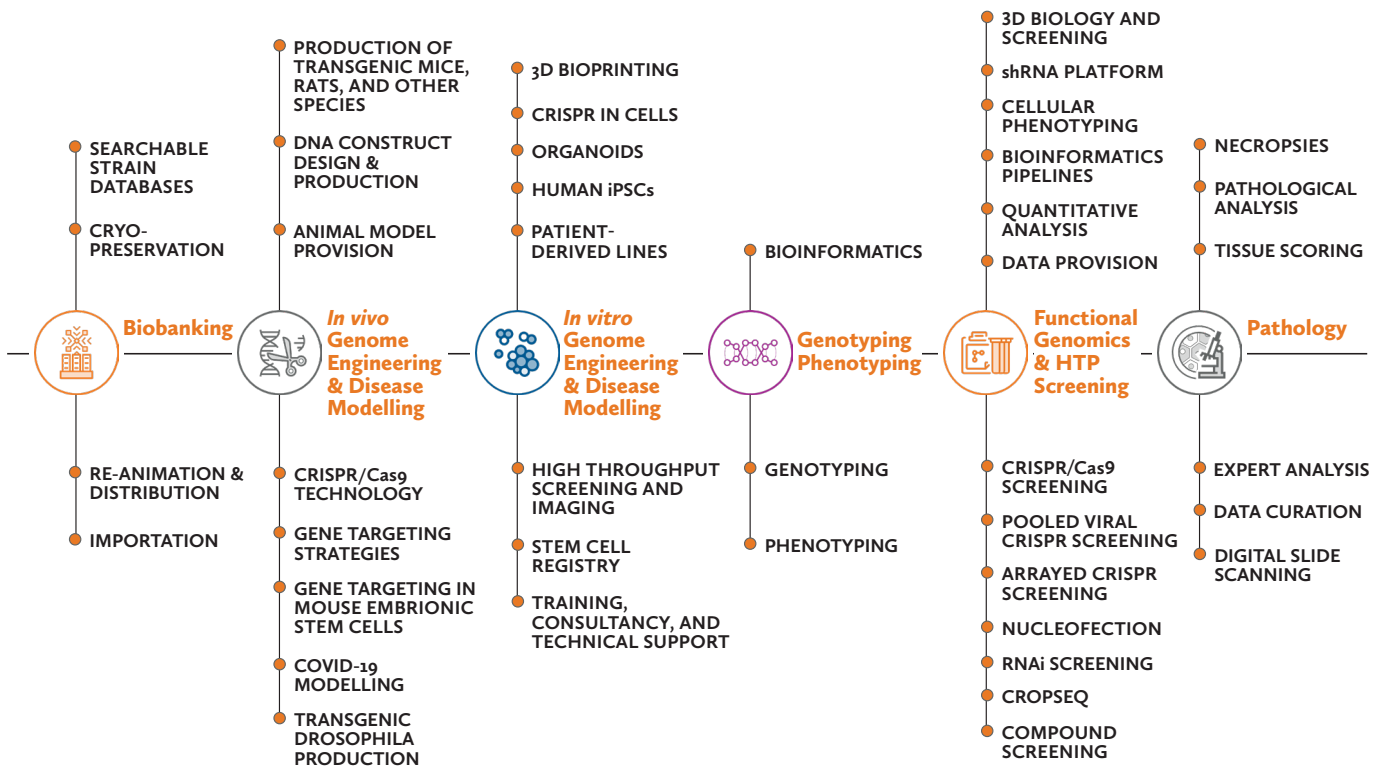 SEARCHABLE
STRAIN
DATABASES
CRYO-
PRESERVATION
Biobanking
RE-ANIMATION &
DISTRIBUTION
IMPORTATION
PRODUCTION OF
TRANSGENIC MICE,
RATS, AND OTHER
SPECIES
DNA CONSTRUCT
DESIGN &
PRODUCTION
ANIMAL MODEL
PROVISION
In vivo
Genome
Engineering
& Disease
Modelling
CRISPR/Cas9
TECHNOLOGY
GENE TARGETING
STRATEGIES
GENE TARGETING IN
MOUSE EMBRIONIC
STEM CELLS
COVID-19
MODELLING
TRANSGENIC
DROSOPHILA
PRODUCTION
3D BIOPRINTING
CRISPR IN CELLS
ORGANOIDS
HUMAN iPSCs
PATIENT-
DERIVED LINES
In vitro
Genome
Engineering
& Disease
Modelling
HIGH THROUGHPUT
SCREENING AND
IMAGING
STEM CELL
REGISTRY
TRAINING,
CONSULTANCY, AND
TECHNICAL SUPPORT
BIOINFORMATICS
Genotyping
Phenotyping
GENOTYPING
PHENOTYPING
3D BIOLOGY AND
SCREENING
shRNA PLATFORM
CELLULAR
PHENOTYPING
BIOINFORMATICS
PIPELINES
QUANTITATIVE
ANALYSIS
DATA PROVISION
Functional
Genomics
& HTP
Screening
CRISPR/Cas9
SCREENING
POOLED VIRAL
CRISPR SCREENING
ARRAYED CRISPR
SCREENING
NUCLEOFECTION
RNAi SCREENING
CROPSEQ
COMPOUND
SCREENING
NECROPSIES
PATHOLOGICAL
ANALYSIS
TISSUE SCORING
Pathology
EXPERT ANALYSIS
DATA CURATION
DIGITAL SLIDE
SCANNING